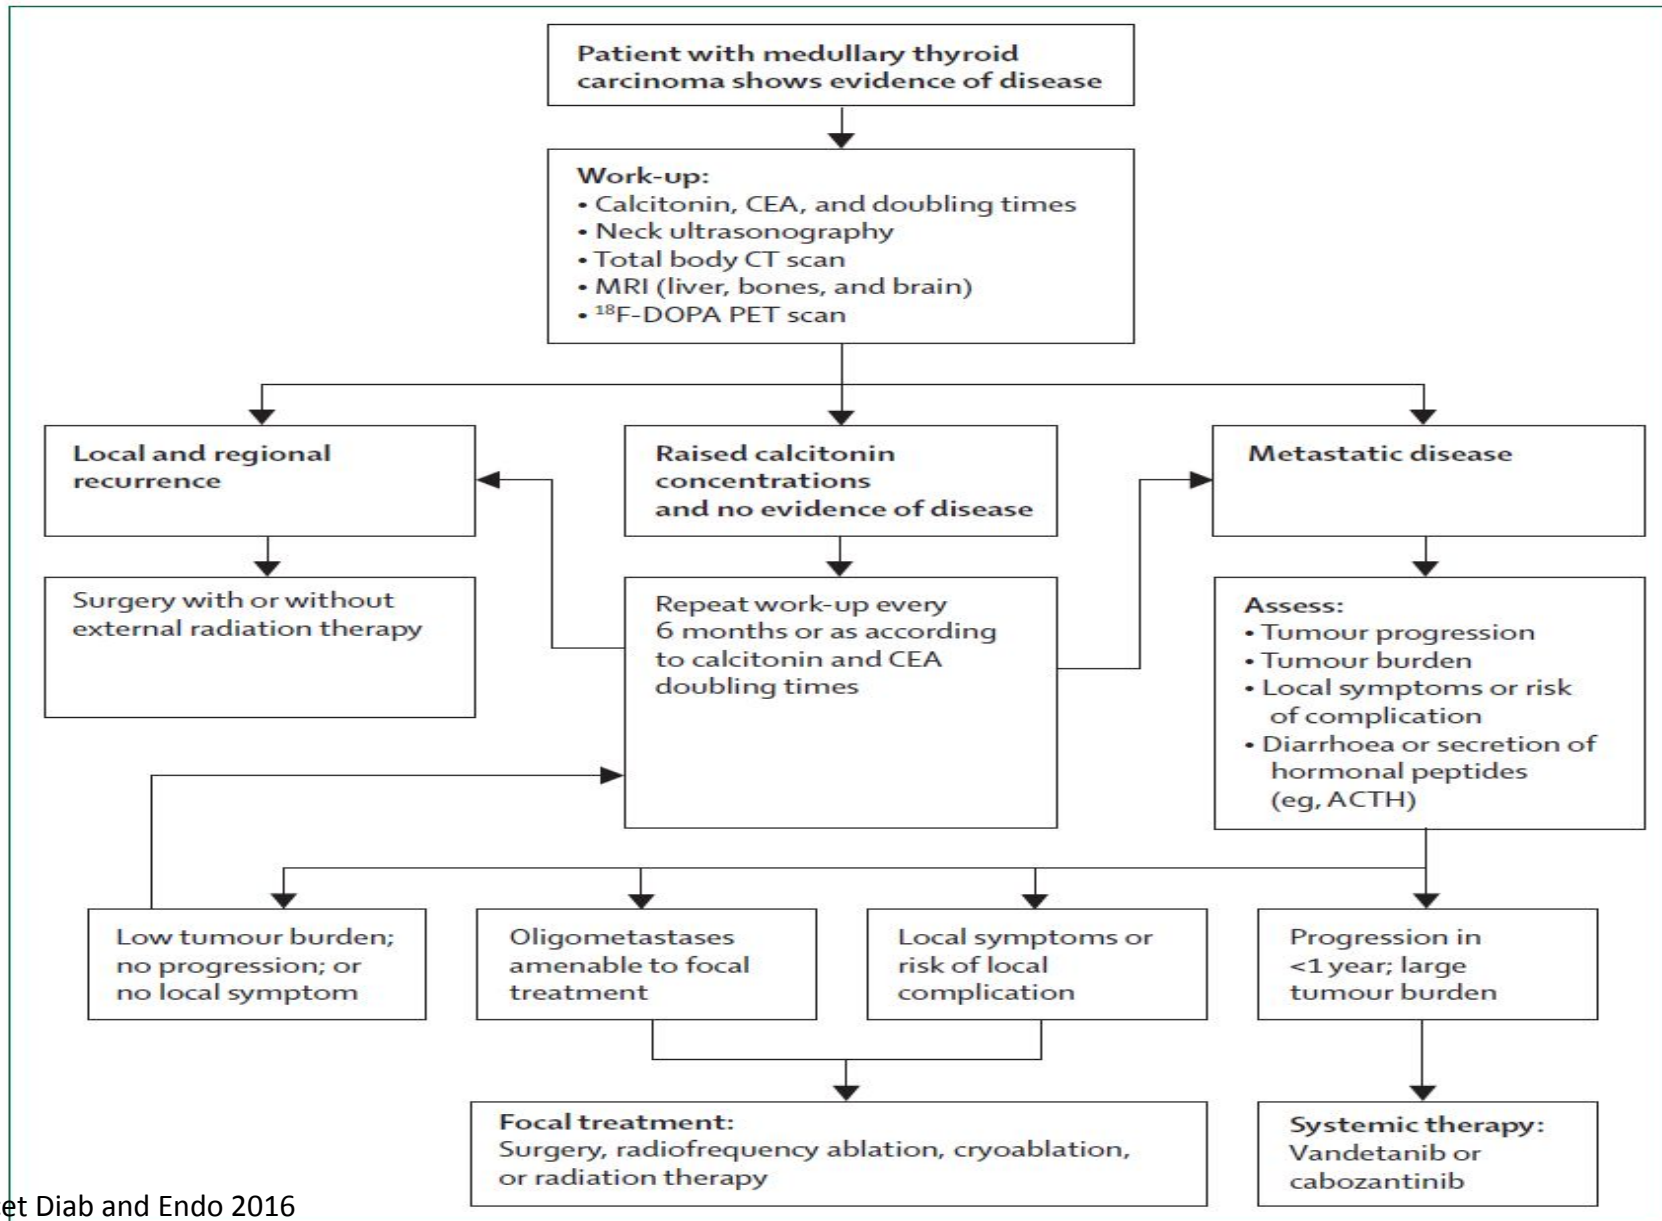 Patient with medullary thyroid
carcinoma shows evidence of disease
Work-up:
• Calcitonin, CEA, and doubling times
• Neck ultrasonography
• Total body CT scan
• MRI (liver, bones, and brain)
• ¹⁸F-DOPA PET scan
Local and regional
recurrence
Raised calcitonin
concentrations
and no evidence of disease
Metastatic disease
Surgery with or without
external radiation therapy
Repeat work-up every
6 months or as according
to calcitonin and CEA
doubling times
Assess:
• Tumour progression
• Tumour burden
• Local symptoms or risk
of complication
• Diarrhoea or secretion of
hormonal peptides
(eg, ACTH)
Low tumour burden;
no progression; or
no local symptom
Oligometastases
amenable to focal
treatment
Local symptoms or
risk of local
complication
Progression in
<1 year; large
tumour burden
Focal treatment:
Surgery, radiofrequency ablation, cryoablation,
or radiation therapy
Systemic therapy:
Vandetanib or
cabozantinib
et Diab and Endo 2016